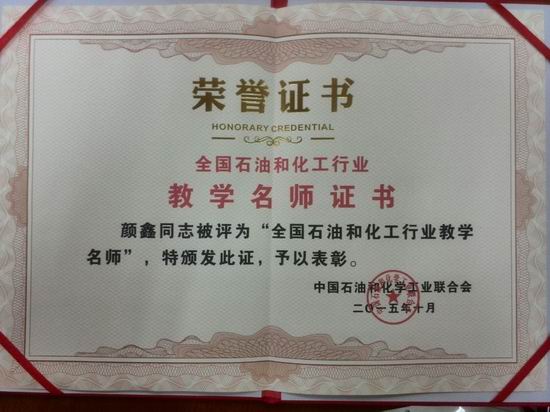 荣誉证书
HONORARY CREDENTIAL
全国石油和化工行业
教学名师证书
颜鑫同志被评为“全国石油和化工行业教学
名师”，特颁发此证，予以表彰。
中国石油和化学工业联合会
二〇一五年十月